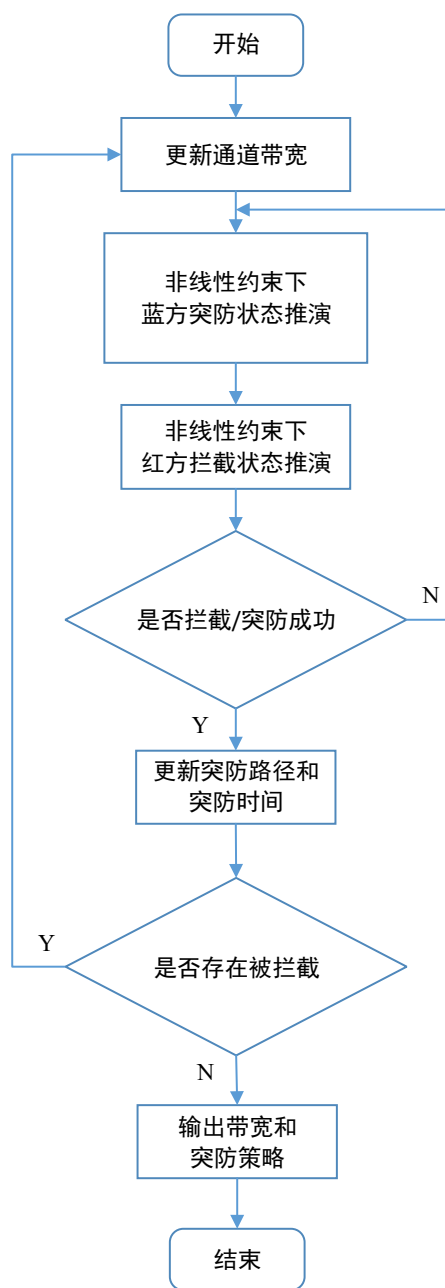 开始
更新通道带宽
非线性约束下
蓝方突防状态推演
非线性约束下
红方拦截状态推演
是否拦截/突防成功
N
Y
更新突防路径和
突防时间
Y
是否存在被拦截
N
输出带宽和
突防策略
结束